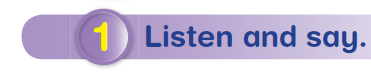 1 Listen and say.